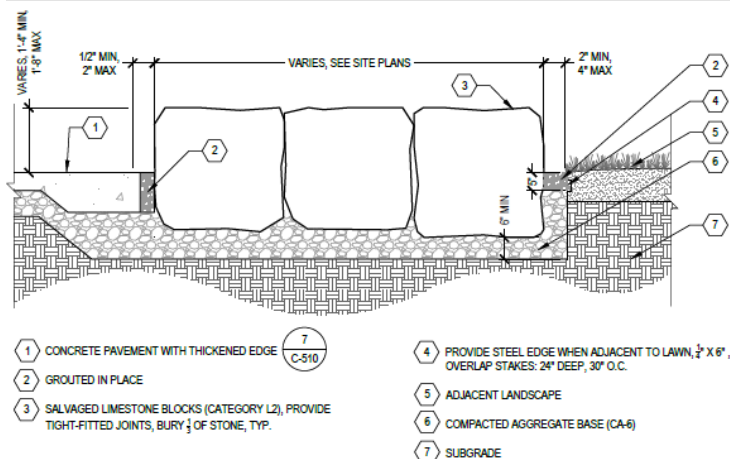 VARIES, 1'-4" MIN,
1'-8" MAX
1/2" MIN,
2" MAX
VARIES, SEE SITE PLANS
2" MIN,
4" MAX
3
2
4
1
2
5
6
5"
6" MIN
7
1 CONCRETE PAVEMENT WITH THICKENED EDGE 7
C-510
2 GROUTED IN PLACE
3 SALVAGED LIMESTONE BLOCKS (CATEGORY L2), PROVIDE
TIGHT-FITTED JOINTS, BURY 1/3 OF STONE, TYP.
4 PROVIDE STEEL EDGE WHEN ADJACENT TO LAWN, 1/4" X 6" ,
OVERLAP STAKES: 24" DEEP, 30" O.C.
5 ADJACENT LANDSCAPE
6 COMPACTED AGGREGATE BASE (CA-6)
7 SUBGRADE